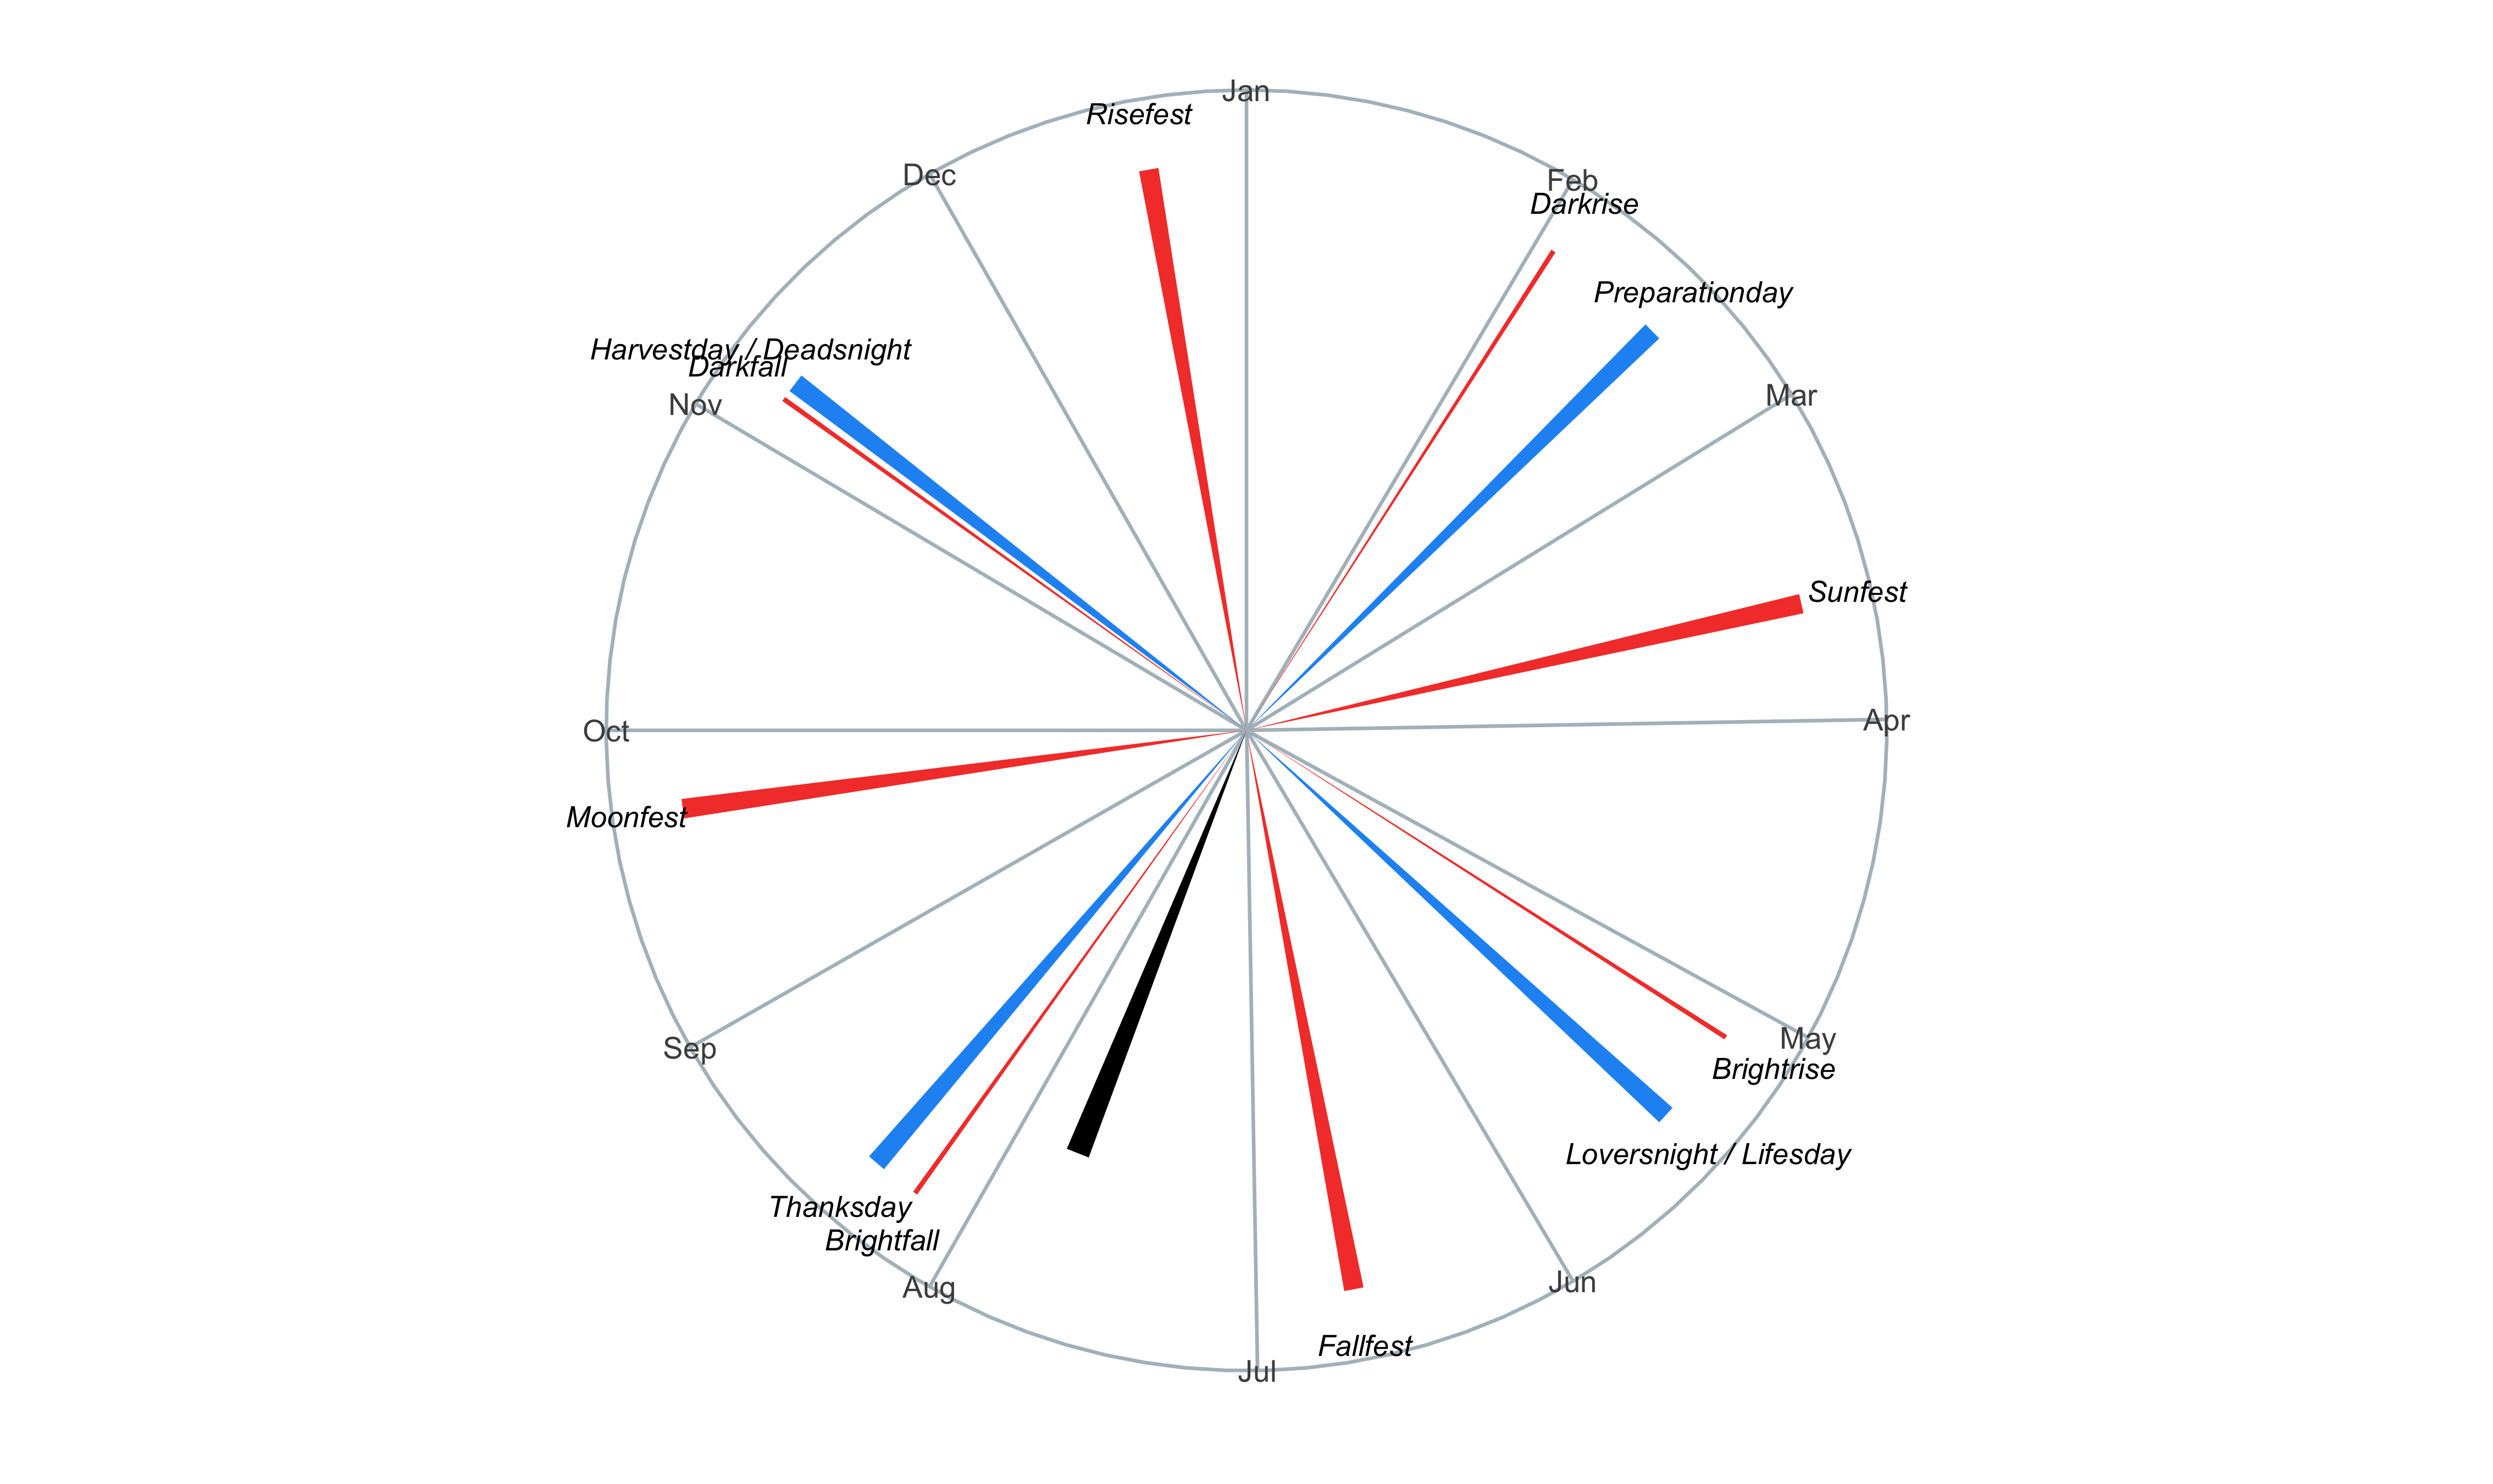 Jan
Risefest
Dec
Feb
Darkrise
Preparationday
Harvestday / Deadsnight
Darkfall
Nov
Mar
Sunfest
Oct
Apr
Moonfest
Sep
May
Brightrise
Loversnight / Lifesday
Thanksday
Brightfall
Aug
Jun
Fallfest
Jul